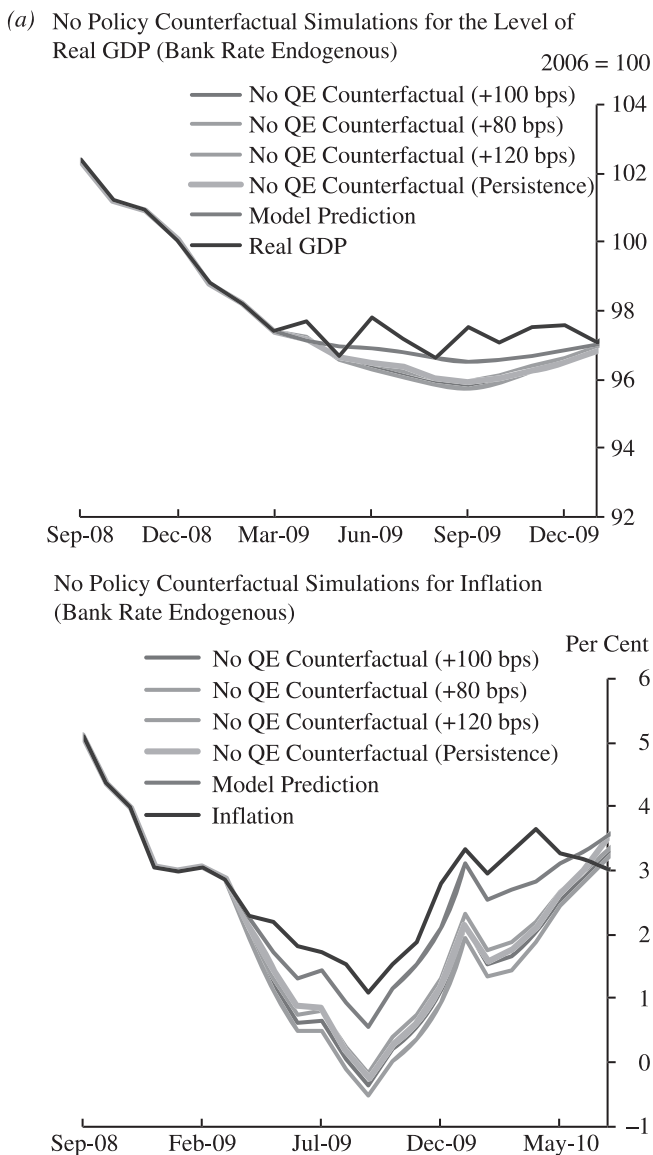 (a) No Policy Counterfactual Simulations for the Level of
Real GDP (Bank Rate Endogenous)
2006 = 100
No QE Counterfactual (+100 bps)
No QE Counterfactual (+80 bps)
No QE Counterfactual (+120 bps)
No QE Counterfactual (Persistence)
Model Prediction
Real GDP
104
102
100
98
96
94
92
Sep-08 Dec-08 Mar-09 Jun-09 Sep-09 Dec-09
No Policy Counterfactual Simulations for Inflation
(Bank Rate Endogenous)
Per Cent
No QE Counterfactual (+100 bps)
No QE Counterfactual (+80 bps)
No QE Counterfactual (+120 bps)
No QE Counterfactual (Persistence)
Model Prediction
Inflation
6
5
4
3
2
1
0
–1
Sep-08 Feb-09 Jul-09 Dec-09 May-10